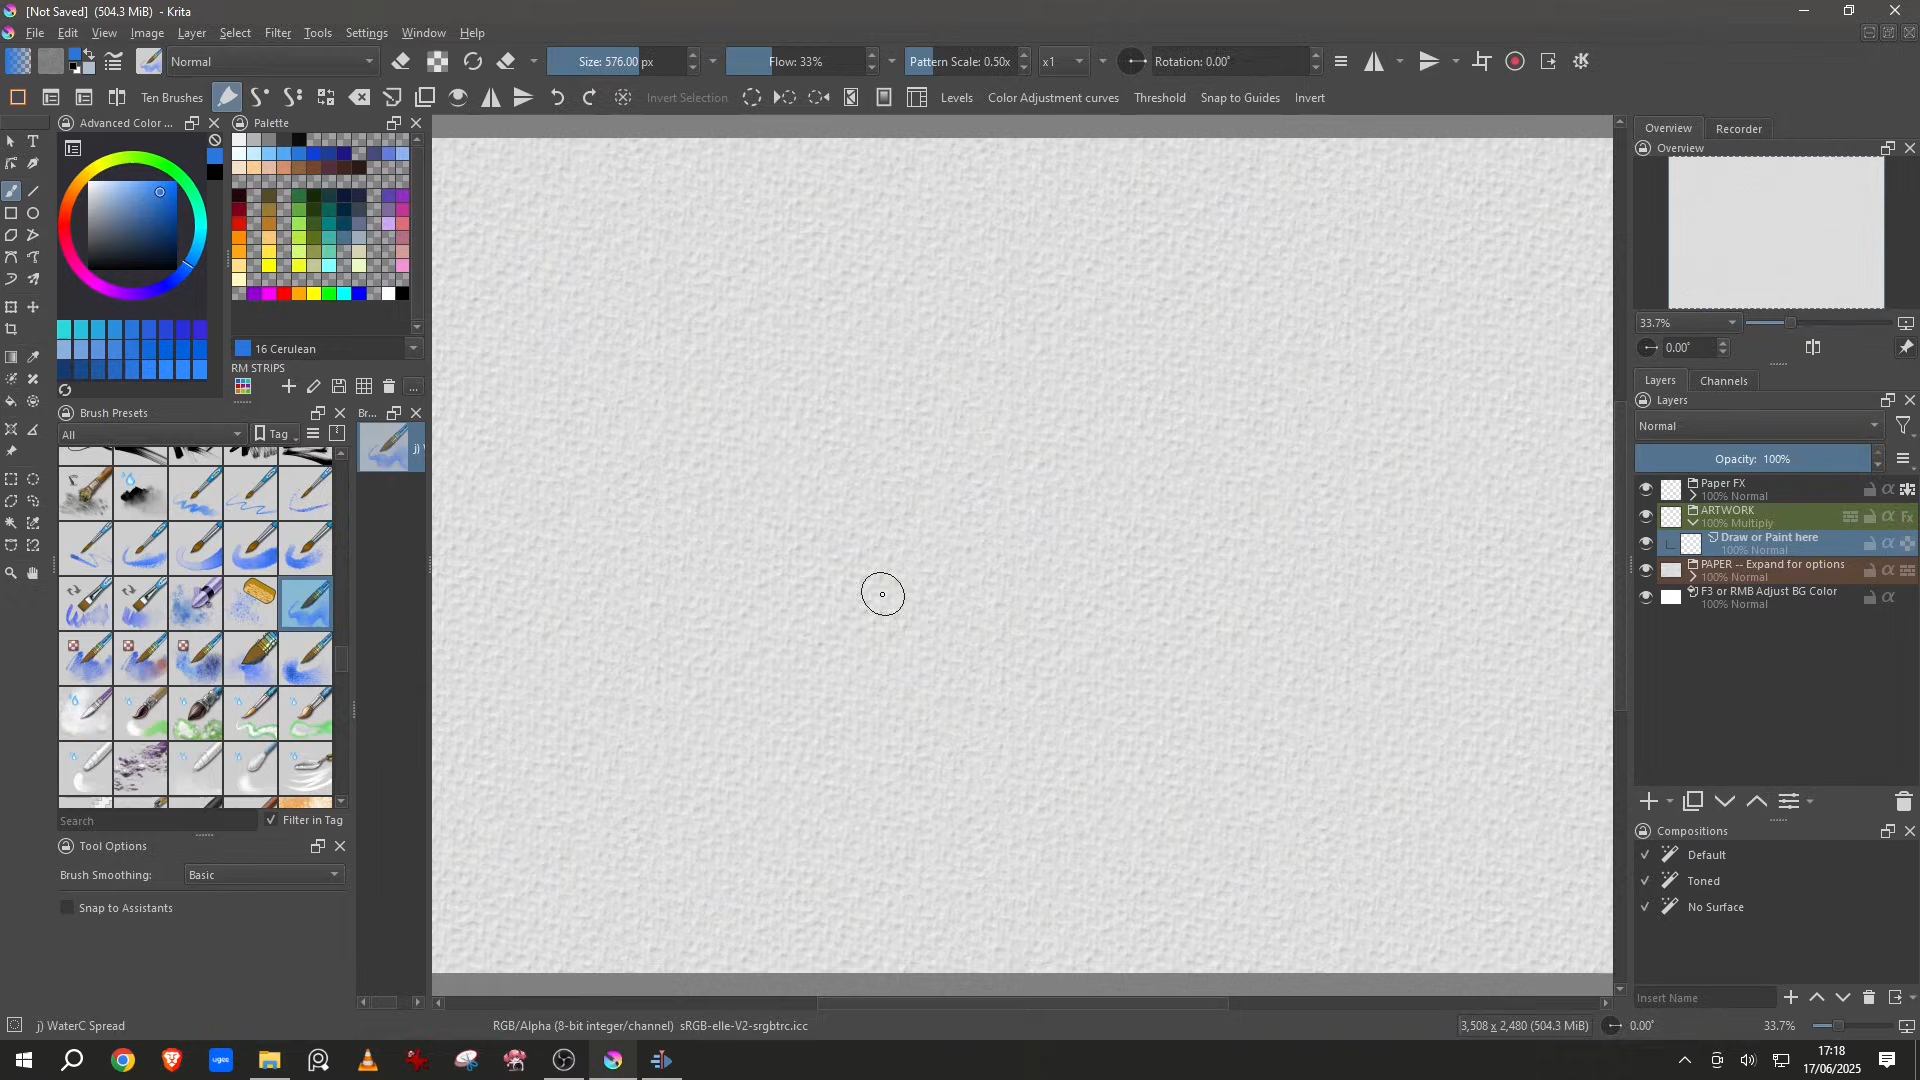 [Not Saved] (504.3 MiB) - Krita
File Edit View Image Layer Select Filter Tools Settings Window Help
Normal
Size: 576.00 px
Flow: 33%
Pattern Scale: 0.50x
x1
Rotation: 0.00°
Ten Brushes
Invert Selection
Levels
Color Adjustment curves
Threshold
Snap to Guides
Invert
Advanced Color ...
Palette
16 Cerulean
RM STRIPS
...
Brush Presets
Br...
All
Tag
j) W
Search
Filter in Tag
Tool Options
Brush Smoothing:
Basic
Snap to Assistants
Overview
Recorder
Overview
33.7%
0.00°
Layers
Channels
Layers
Normal
Opacity: 100%
Paper FX
100% Normal
ARTWORK
100% Multiply
Fx
Draw or Paint here
100% Normal
PAPER -- Expand for options
100% Normal
F3 or RMB Adjust BG Color
100% Normal
Compositions
Default
Toned
No Surface
Insert Name
j) WaterC Spread
RGB/Alpha (8-bit integer/channel) sRGB-elle-V2-srgbtrc.icc
3,508 x 2,480 (504.3 MiB)
0.00°
33.7%
ugee
17:18
17/06/2025